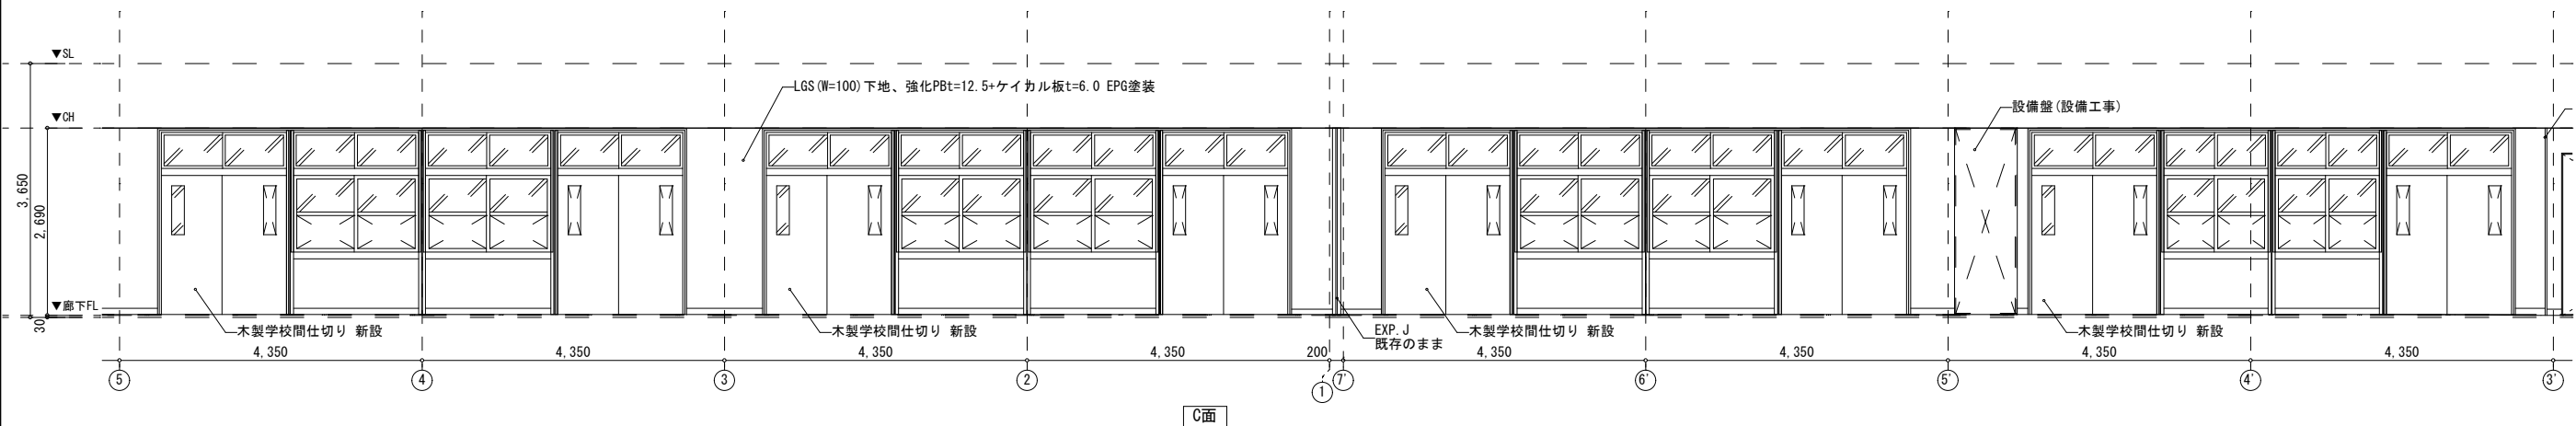 ▼SL
LGS(W=100)下地、強化PBt=12.5+ケイカル板t=6.0 EPG塗装
設備盤(設備工事)
▼CH
3,650
2,690
▼廊下FL
30
木製学校間仕切り 新設
木製学校間仕切り 新設
EXP.J
既存のまま
木製学校間仕切り 新設
木製学校間仕切り 新設
4,350
4,350
4,350
4,350
200
4,350
4,350
4,350
4,350
5
4
3
2
1
7'
6'
5'
4'
3'
C面